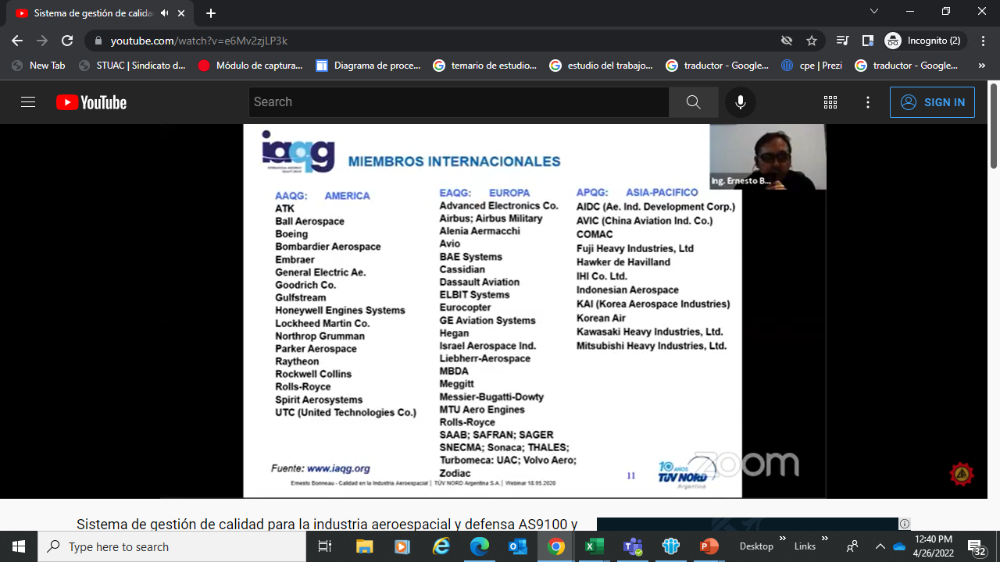 Sistema de gestión de calida
youtube.com/watch?v=e6Mv2zjLP3k
Incognito (2)
New Tab
STUAC | Sindicato d...
Módulo de captura...
Diagrama de proce...
temario de estudio...
estudio del trabajo...
traductor - Google...
cpe | Prezi
traductor - Google...
»
YouTube
Search
SIGN IN
iaqg
INTERNATIONAL AEROSPACE QUALITY GROUP
MIEMBROS INTERNACIONALES
Ing. Ernesto B...
AAQG: AMERICA
ATK
Ball Aerospace
Boeing
Bombardier Aerospace
Embraer
General Electric Ae.
Goodrich Co.
Gulfstream
Honeywell Engines Systems
Lockheed Martin Co.
Northrop Grumman
Parker Aerospace
Raytheon
Rockwell Collins
Rolls-Royce
Spirit Aerosystems
UTC (United Technologies Co.)
EAQG: EUROPA
Advanced Electronics Co.
Airbus; Airbus Military
Alenia Aermacchi
Avio
BAE Systems
Cassidian
Dassault Aviation
ELBIT Systems
Eurocopter
GE Aviation Systems
Hegan
Israel Aerospace Ind.
Liebherr-Aerospace
MBDA
Meggitt
Messier-Bugatti-Dowty
MTU Aero Engines
Rolls-Royce
SAAB; SAFRAN; SAGER
SNECMA; Sonaca; THALES;
Turbomeca: UAC; Volvo Aero;
Zodiac
APQG: ASIA-PACIFICO
AIDC (Ae. Ind. Development Corp.)
AVIC (China Aviation Ind. Co.)
COMAC
Fuji Heavy Industries, Ltd
Hawker de Havilland
IHI Co. Ltd.
Indonesian Aerospace
KAI (Korea Aerospace Industries)
Korean Air
Kawasaki Heavy Industries, Ltd.
Mitsubishi Heavy Industries, Ltd.
Fuente: www.iaqg.org
Ernesto Bonneau - Calidad en la Industria Aeroespacial | TÜV NORD Argentina S.A. | Webinar 18.05.2020
11
10 AÑOS
TÜV NORD
Argentina
zoom
Sistema de gestión de calidad para la industria aeroespacial y defensa AS9100 y
Type here to search
Desktop
»
Links
»
12:40 PM
4/26/2022
32